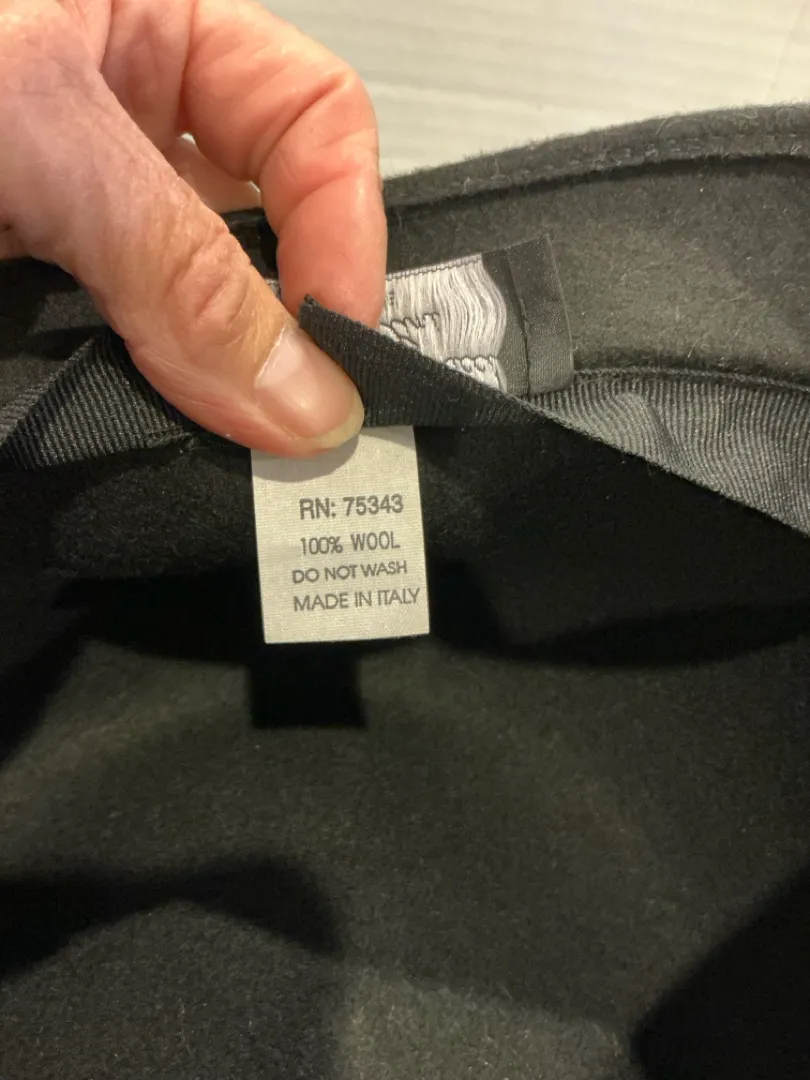 RN: 75343
100% WOOL
DO NOT WASH
MADE IN ITALY